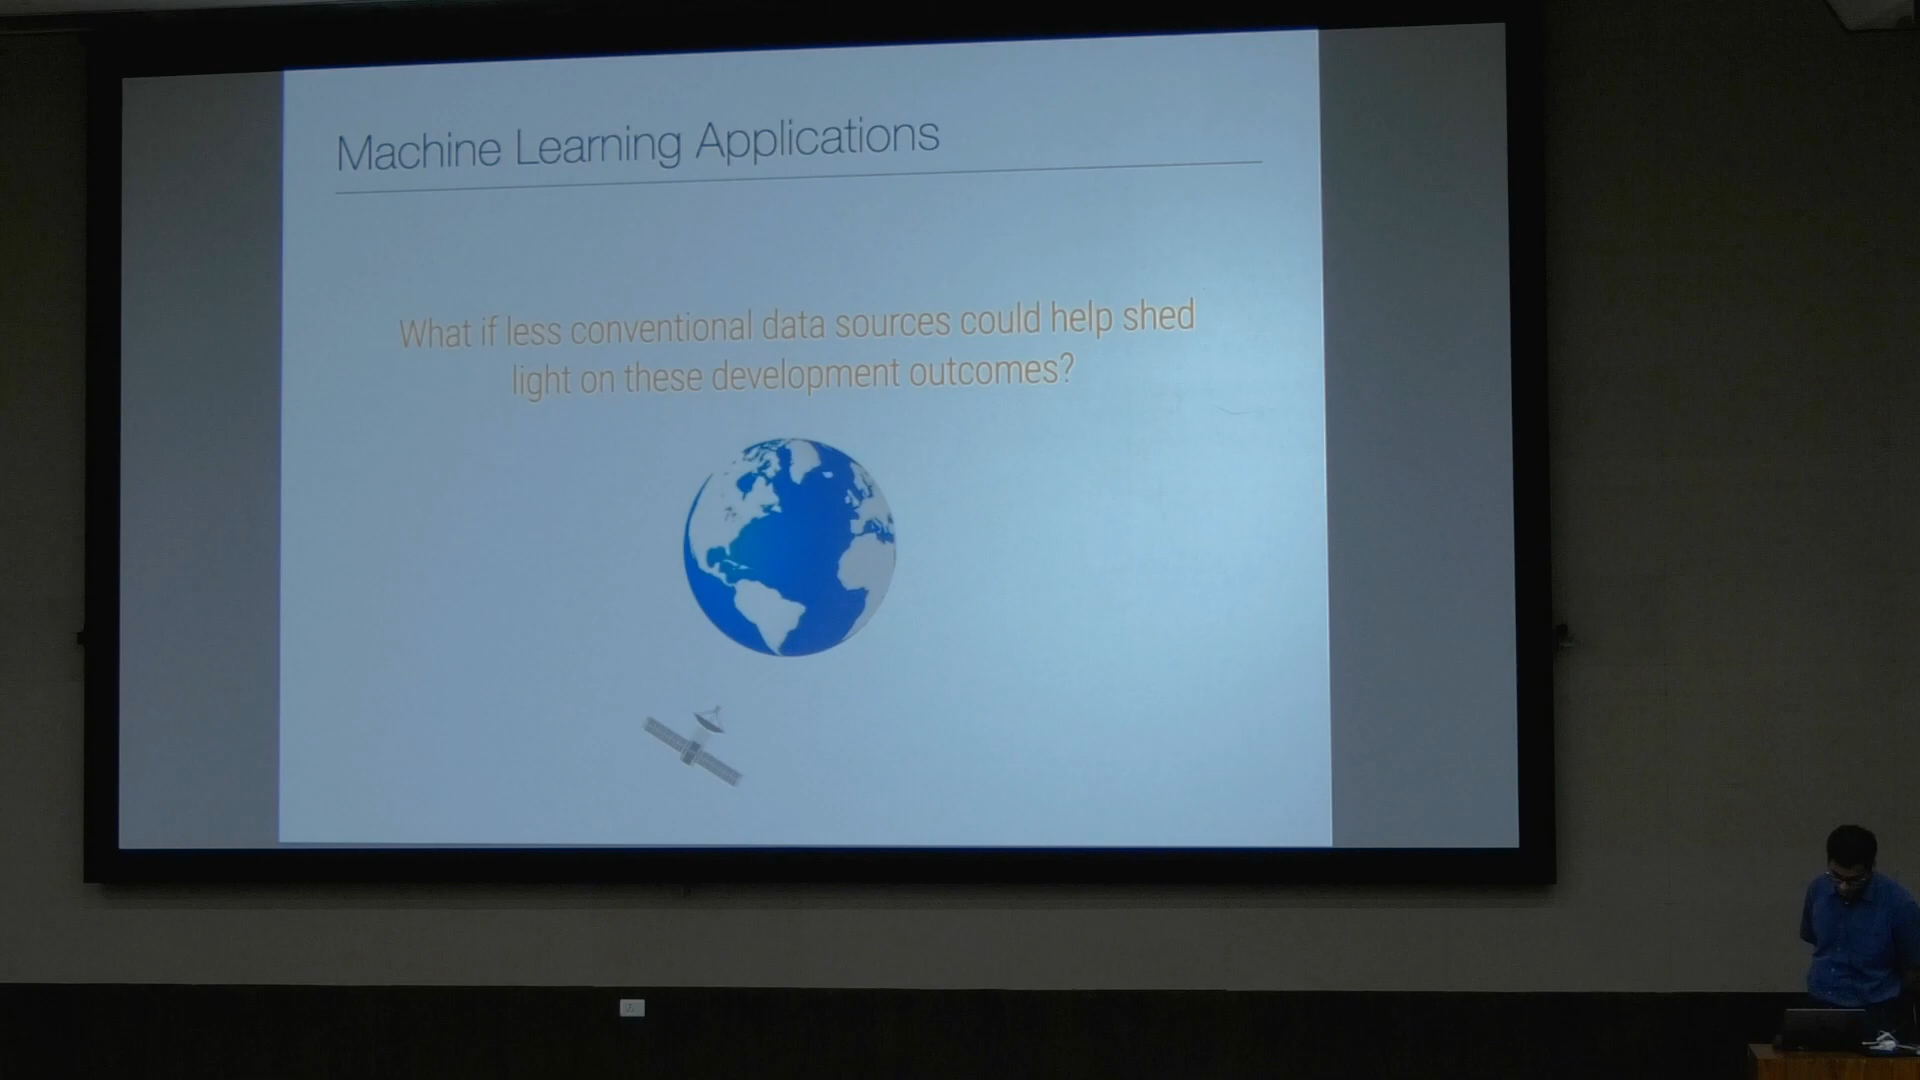 Machine Learning Applications
What if less conventional data sources could help shed
light on these development outcomes?